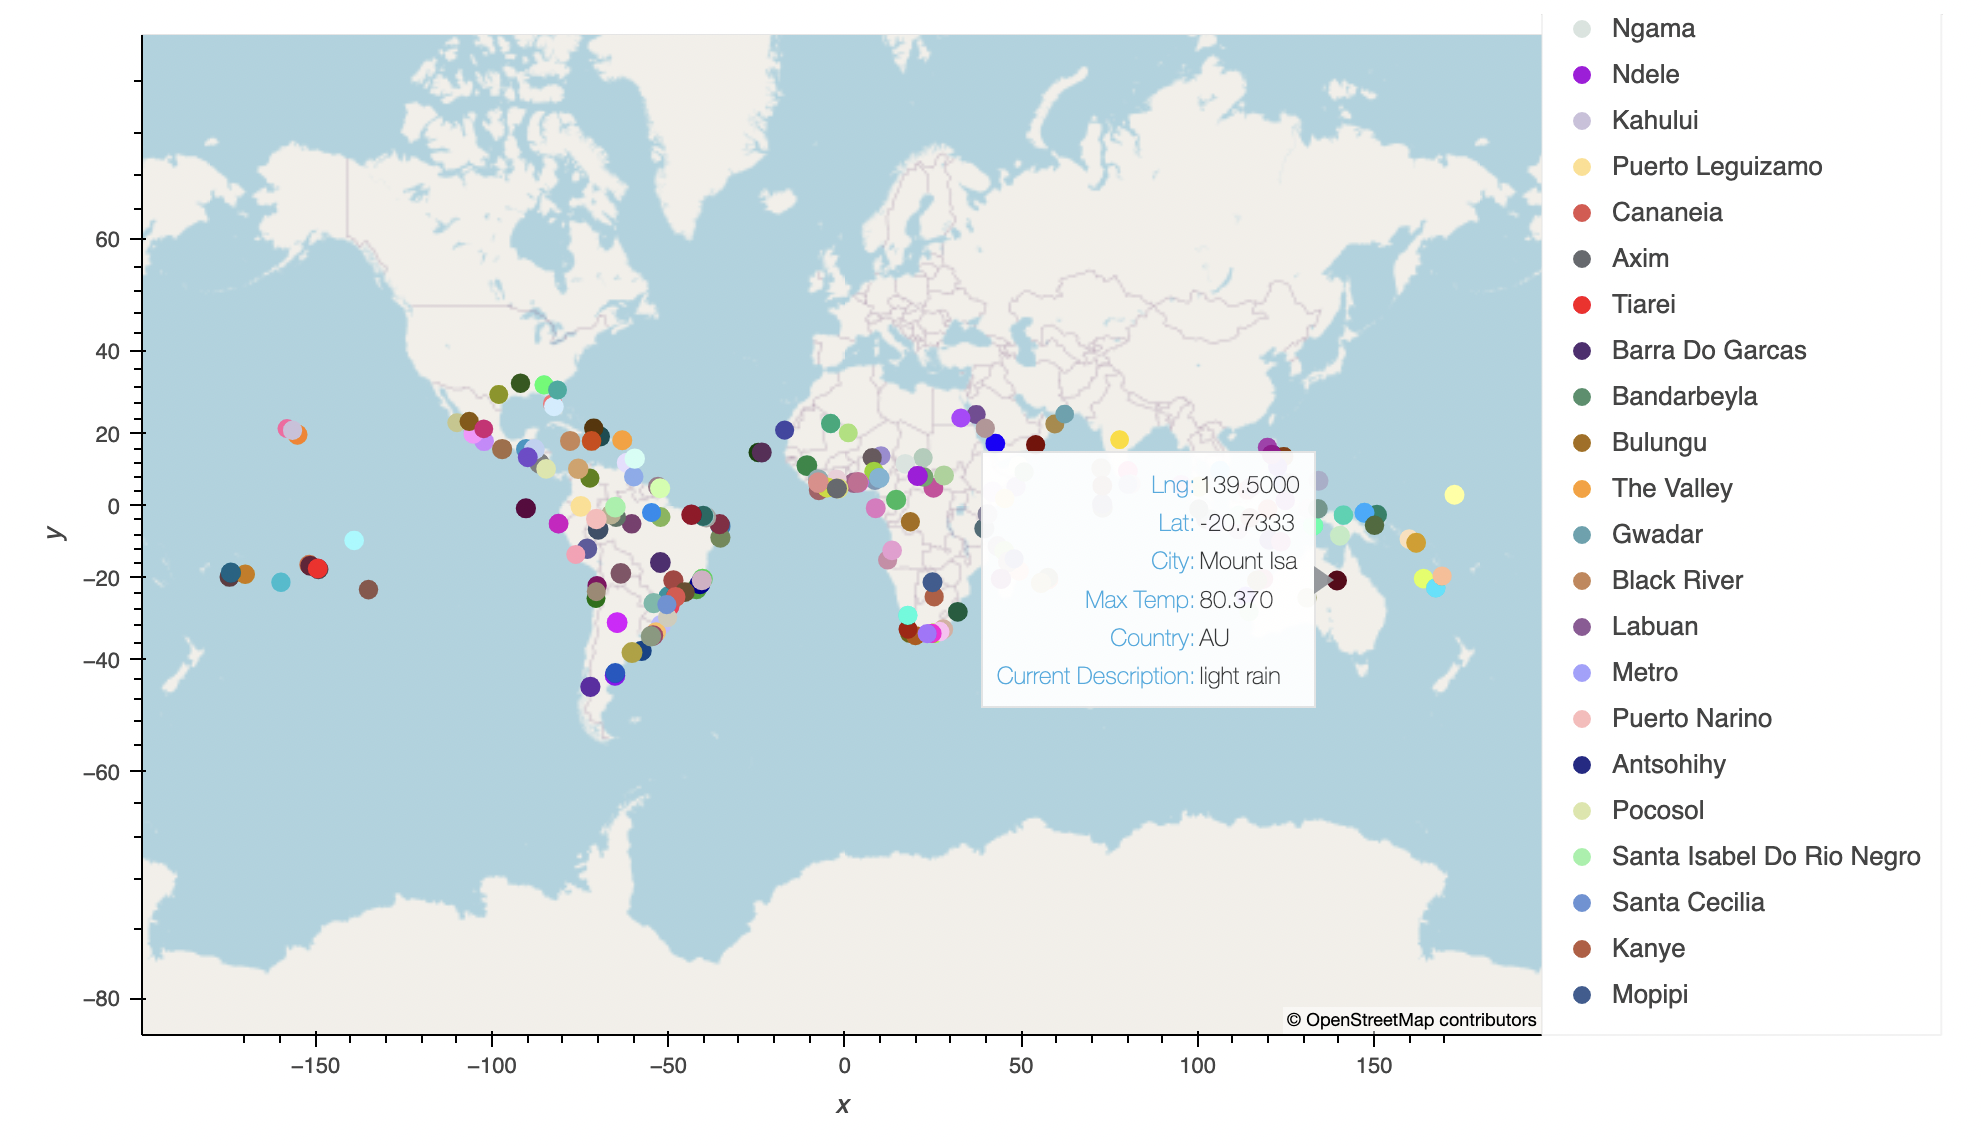 Ngama
Ndele
Kahului
Puerto Leguizamo
Cananeia
Axim
Tiarei
Barra Do Garcas
Bandarbeyla
Bulungu
The Valley
Gwadar
Black River
Labuan
Metro
Puerto Narino
Antsohihy
Pocosol
Santa Isabel Do Rio Negro
Santa Cecilia
Kanye
Mopipi
60
40
20
0
−20
−40
−60
−80
y
Lng: 139.5000
Lat: -20.7333
City: Mount Isa
Max Temp: 80.370
Country: AU
Current Description: light rain
© OpenStreetMap contributors
−150
−100
−50
0
50
100
150
x